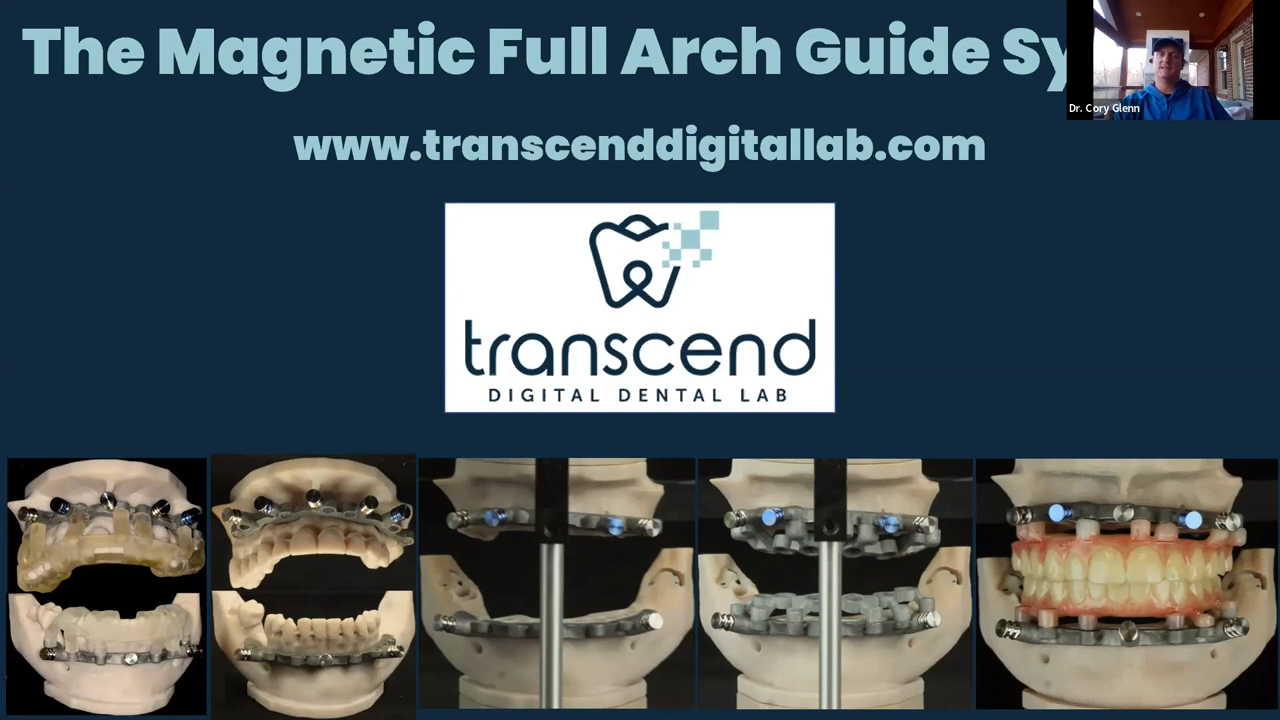 The Magnetic Full Arch Guide Sy
Dr. Cory Glenn
www.transcenddigitallab.com
transcend
DIGITAL DENTAL LAB